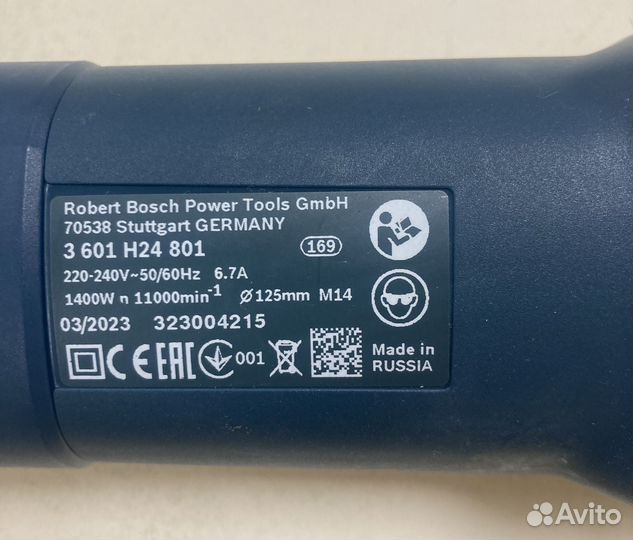 Robert Bosch Power Tools GmbH
70538 Stuttgart GERMANY
3 601 H24 801 169
220-240V~50/60Hz 6.7A
1400W n 11000min-1 Ø125mm M14
03/2023 323004215
CE EAC 001
Made in
RUSSIA
Avito